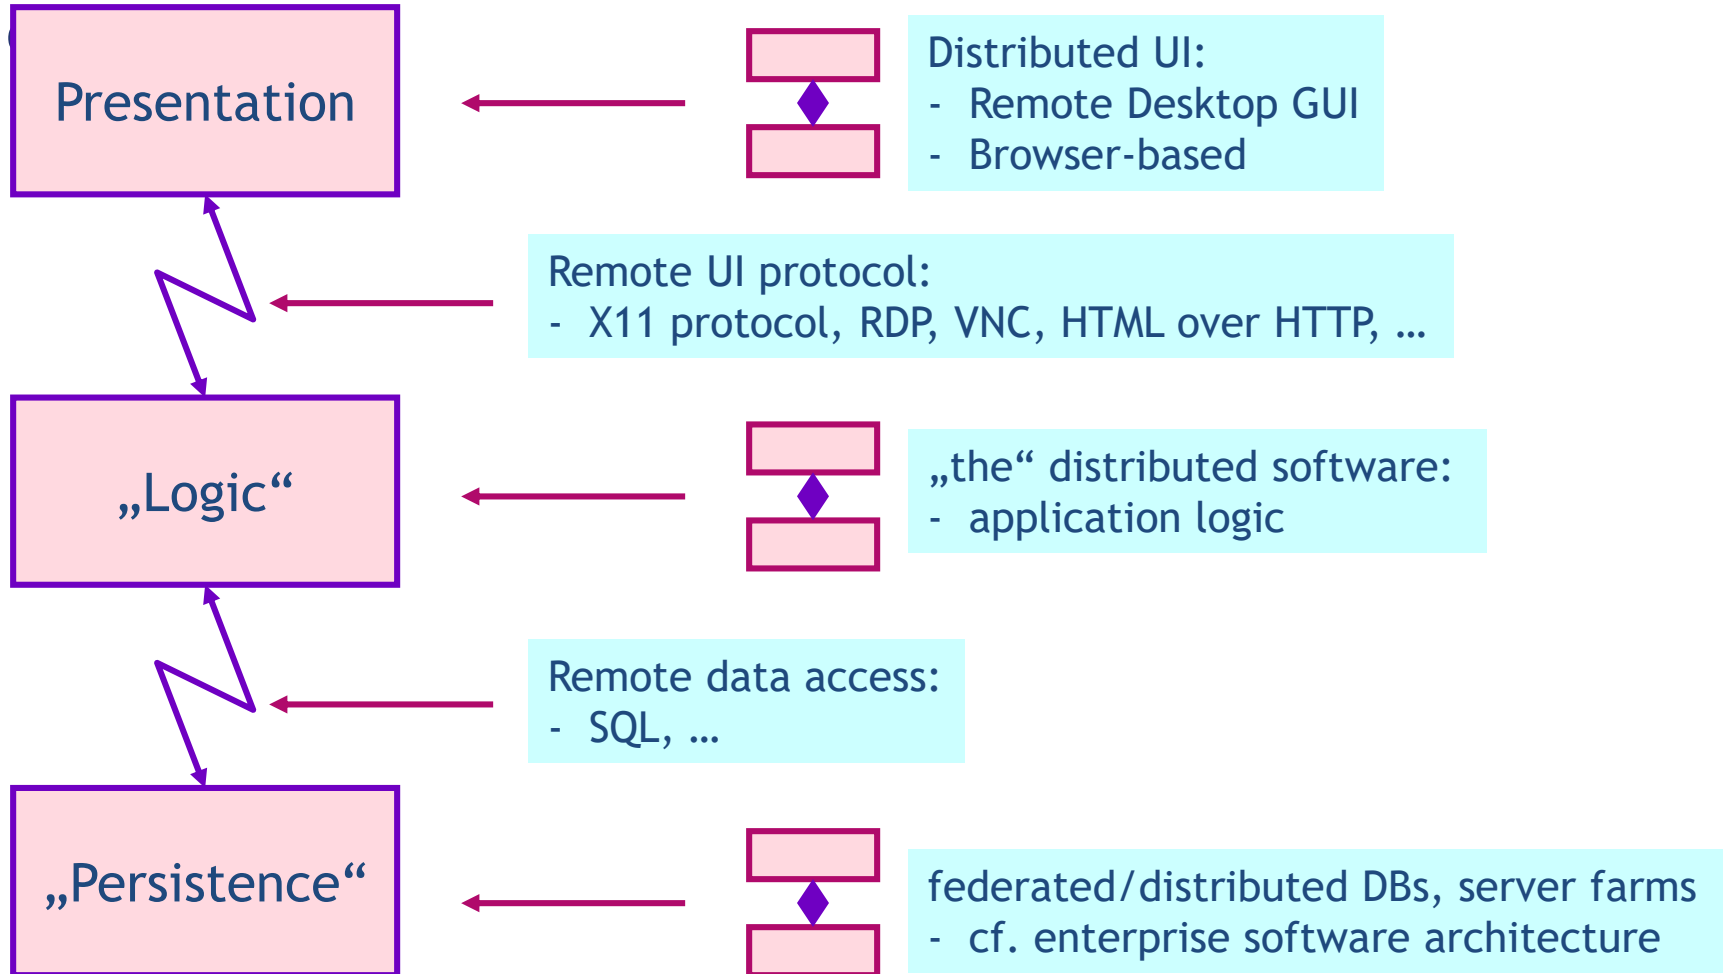 Presentation
Distributed UI:
- Remote Desktop GUI
- Browser-based
Remote UI protocol:
- X11 protocol, RDP, VNC, HTML over HTTP, …
„Logic“
„the“ distributed software:
- application logic
Remote data access:
- SQL, …
„Persistence“
federated/distributed DBs, server farms
- cf. enterprise software architecture